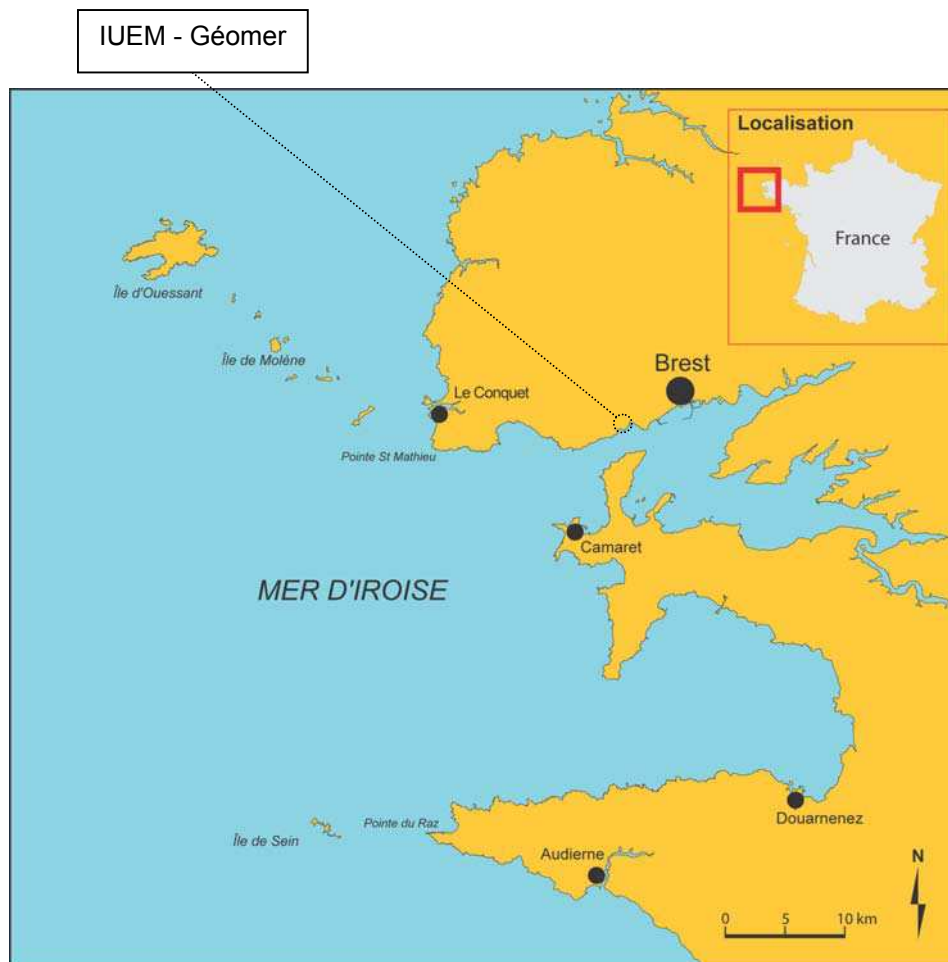 IUEM - Géomer
Localisation
France
Île d'Ouessant
Île de Molène
Brest
Le Conquet
Pointe St Mathieu
Camaret
MER D'IROISE
Douarnenez
Pointe du Raz
Île de Sein
Audierne
N
0 5 10 km